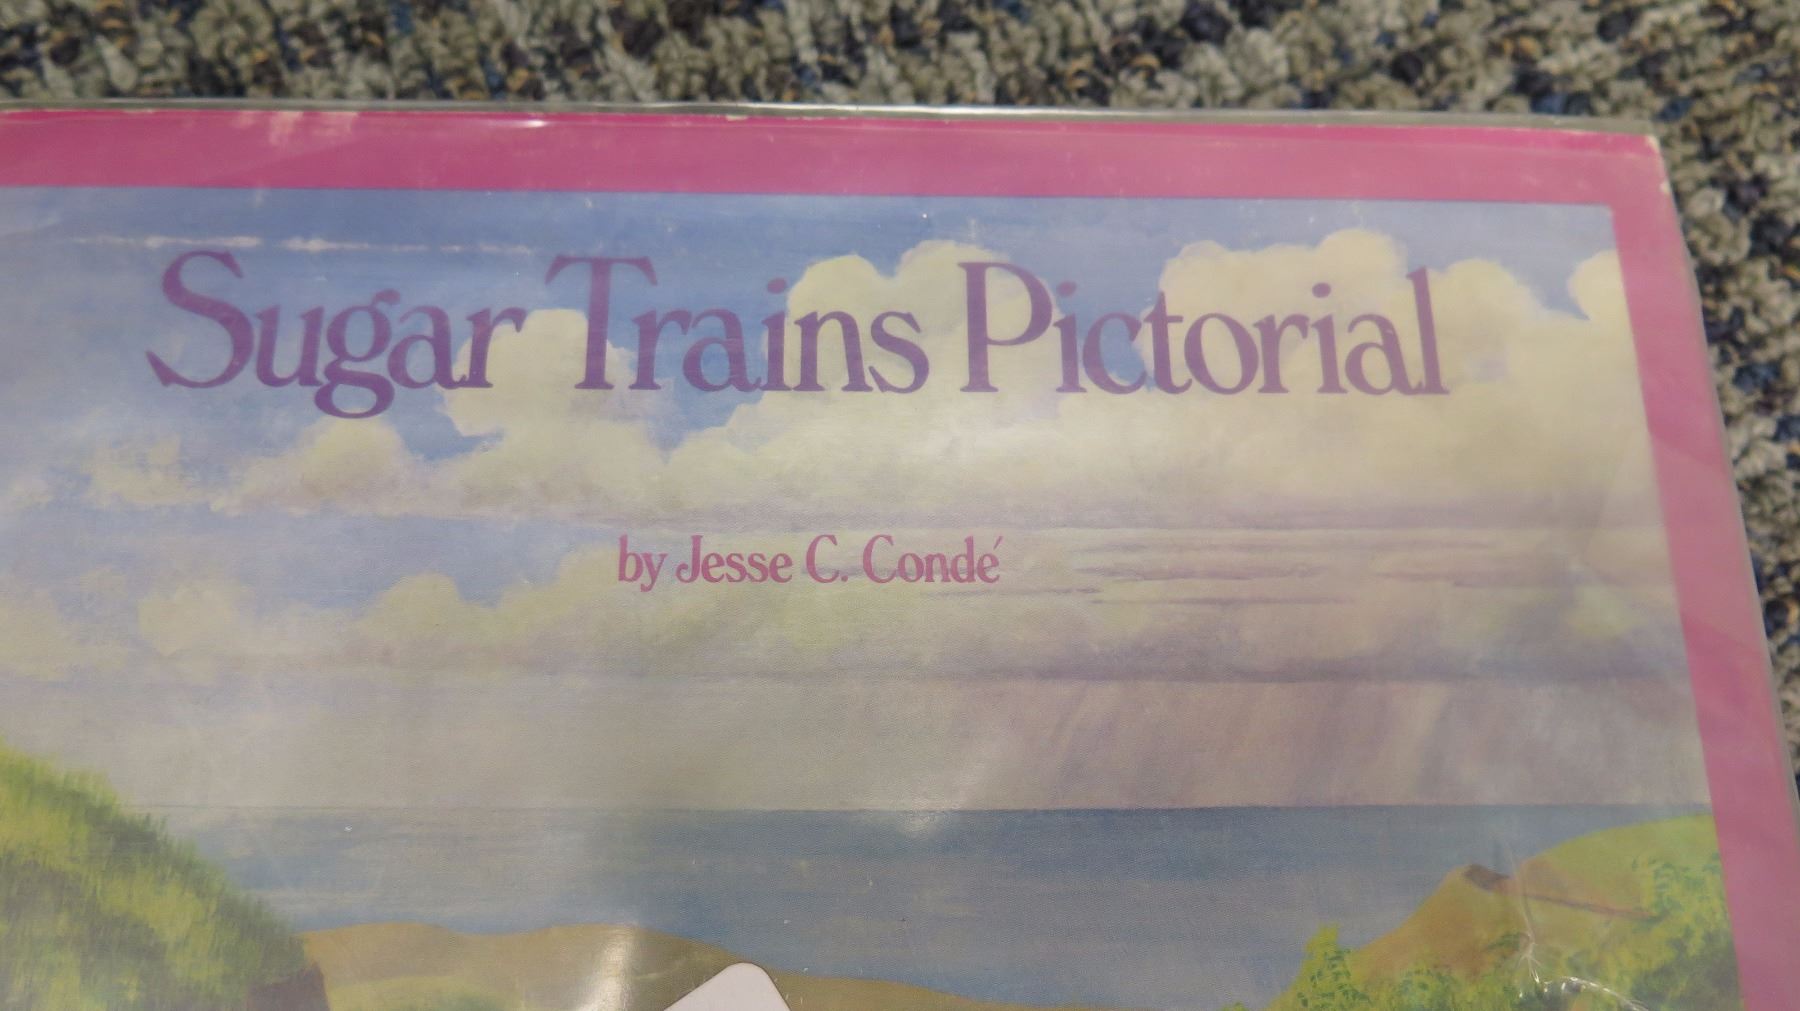 Sugar Trains Pictorial
by Jesse C. Condé